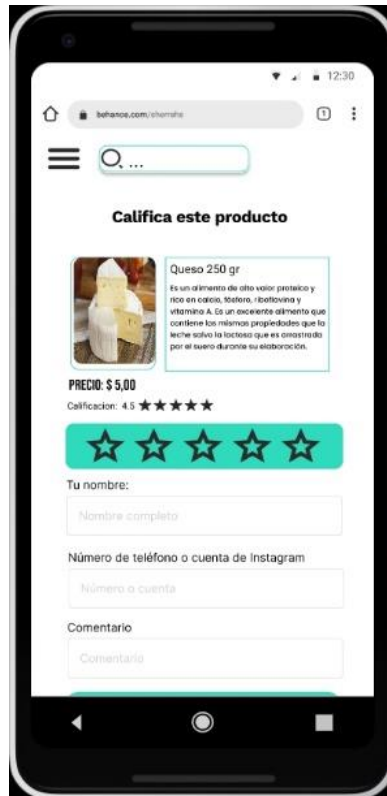 12:30
behance.com/shorrahs
1
...
Califica este producto
Queso 250 gr
Es un alimento de alto valor proteico y
rico en calcio, fósforo, riboflavina y
vitamina A. Es un excelente alimento que
contiene las mismas propiedades que la
leche salvo la lactosa que es arrastrada
por el suero durante su elaboración.
PRECIO: $ 5,00
Calificacion: 4.5
Tu nombre:
Nombre completo
Número de teléfono o cuenta de Instagram
Número o cuenta
Comentario
Comentario